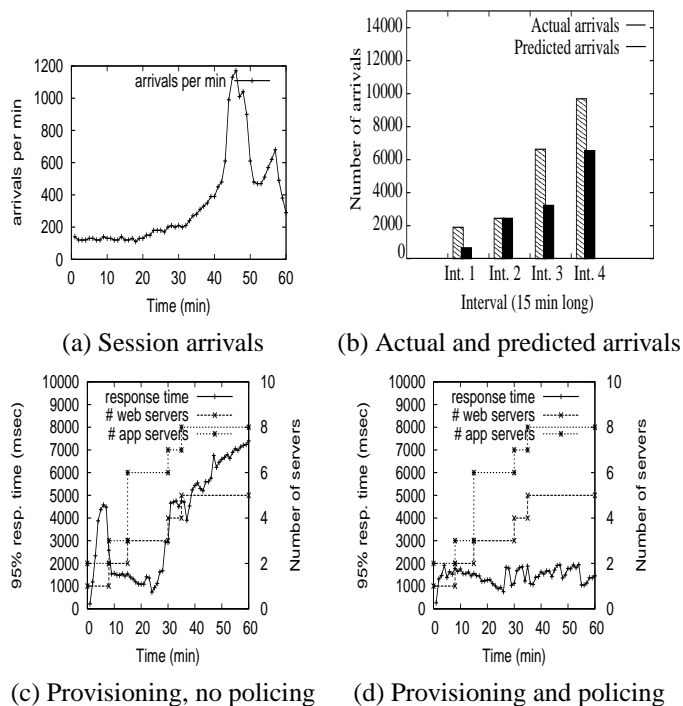 arrivals per min
1200
1000
800
600
400
200
0
arrivals per min
0 10 20 30 40 50 60
Time (min)
(a) Session arrivals
Number of arrivals
14000
12000
10000
8000
6000
4000
2000
0
Actual arrivals
Predicted arrivals
Int. 1 Int. 2 Int. 3 Int. 4
Interval (15 min long)
(b) Actual and predicted arrivals
95% resp. time (msec)
10000
9000
8000
7000
6000
5000
4000
3000
2000
1000
0
response time
# web servers
# app servers
10
8
6
4
2
0
Number of servers
0 10 20 30 40 50 60
Time (min)
(c) Provisioning, no policing
95% resp. time (msec)
10000
9000
8000
7000
6000
5000
4000
3000
2000
1000
0
response time
# web servers
# app servers
10
8
6
4
2
0
Number of servers
0 10 20 30 40 50 60
Time (min)
(d) Provisioning and policing